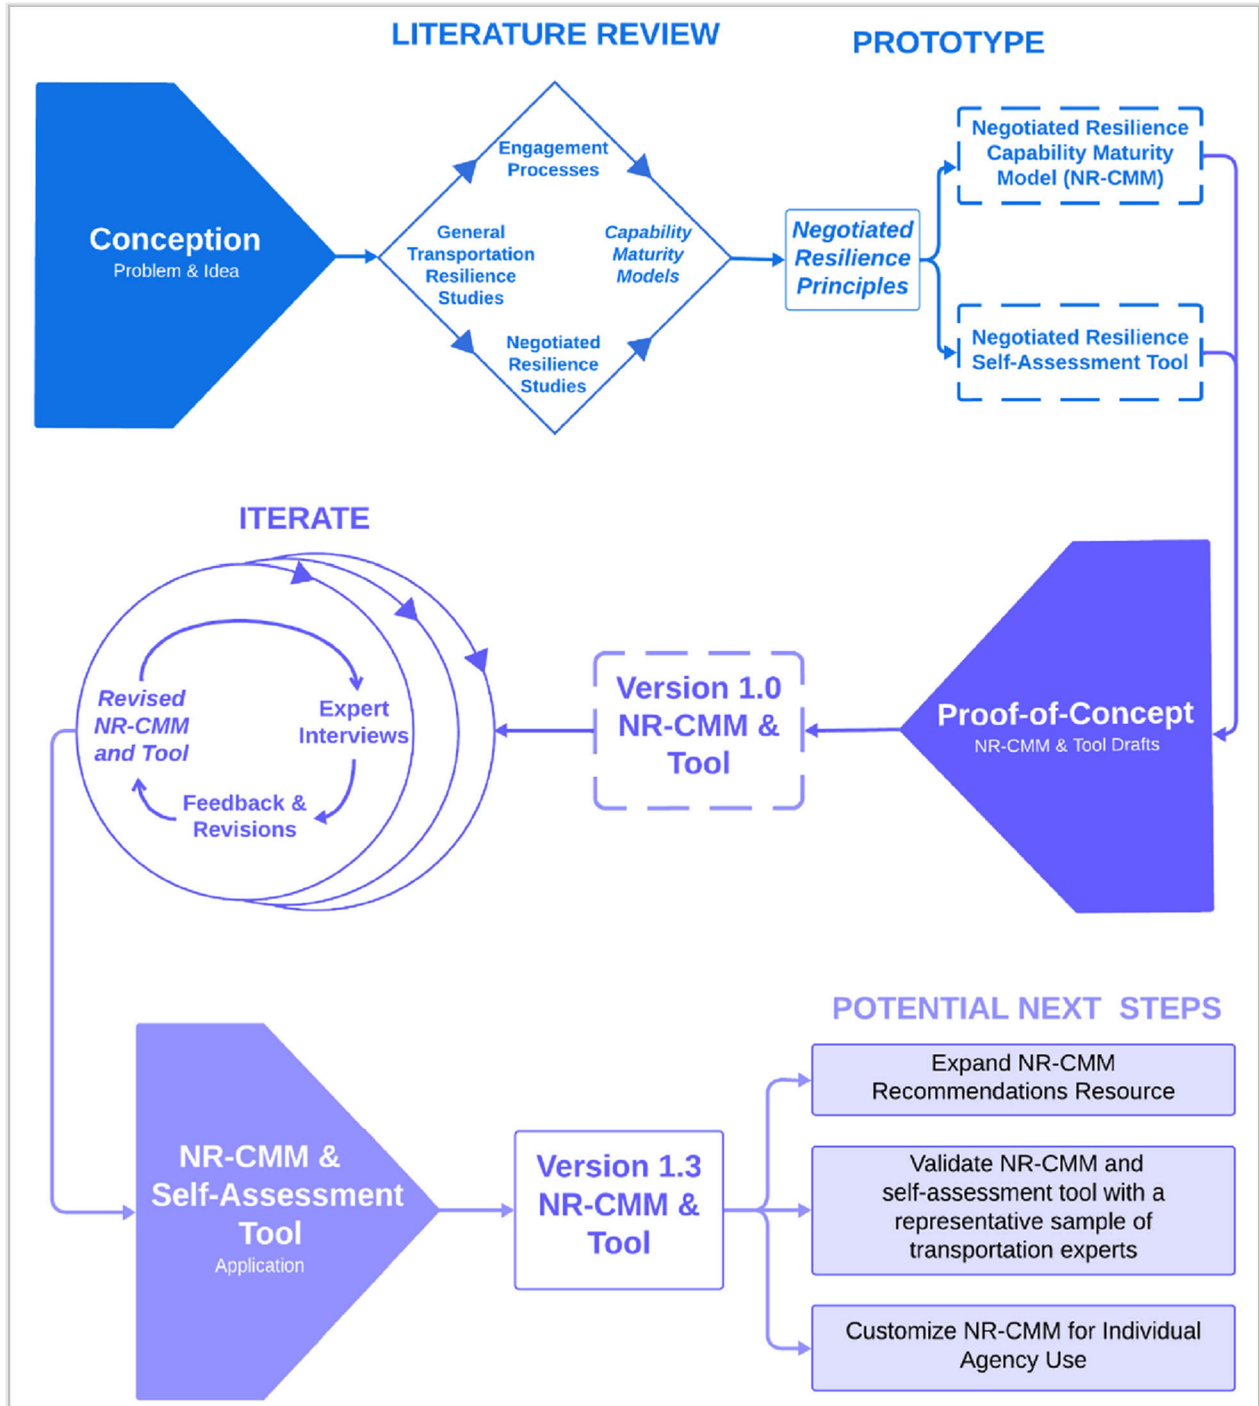 LITERATURE REVIEW
PROTOTYPE
Conception
Problem & Idea
Engagement
Processes
General
Transportation
Resilience
Studies
Capability
Maturity
Models
Negotiated
Resilience
Studies
Negotiated
Resilience
Principles
Negotiated Resilience
Capability Maturity
Model (NR-CMM)
Negotiated Resilience
Self-Assessment Tool
ITERATE
Revised
NR-CMM
and Tool
Expert
Interviews
Feedback &
Revisions
Version 1.0
NR-CMM &
Tool
Proof-of-Concept
NR-CMM & Tool Drafts
POTENTIAL NEXT STEPS
NR-CMM &
Self-Assessment
Tool
Application
Version 1.3
NR-CMM &
Tool
Expand NR-CMM
Recommendations Resource
Validate NR-CMM and
self-assessment tool with a
representative sample of
transportation experts
Customize NR-CMM for Individual
Agency Use